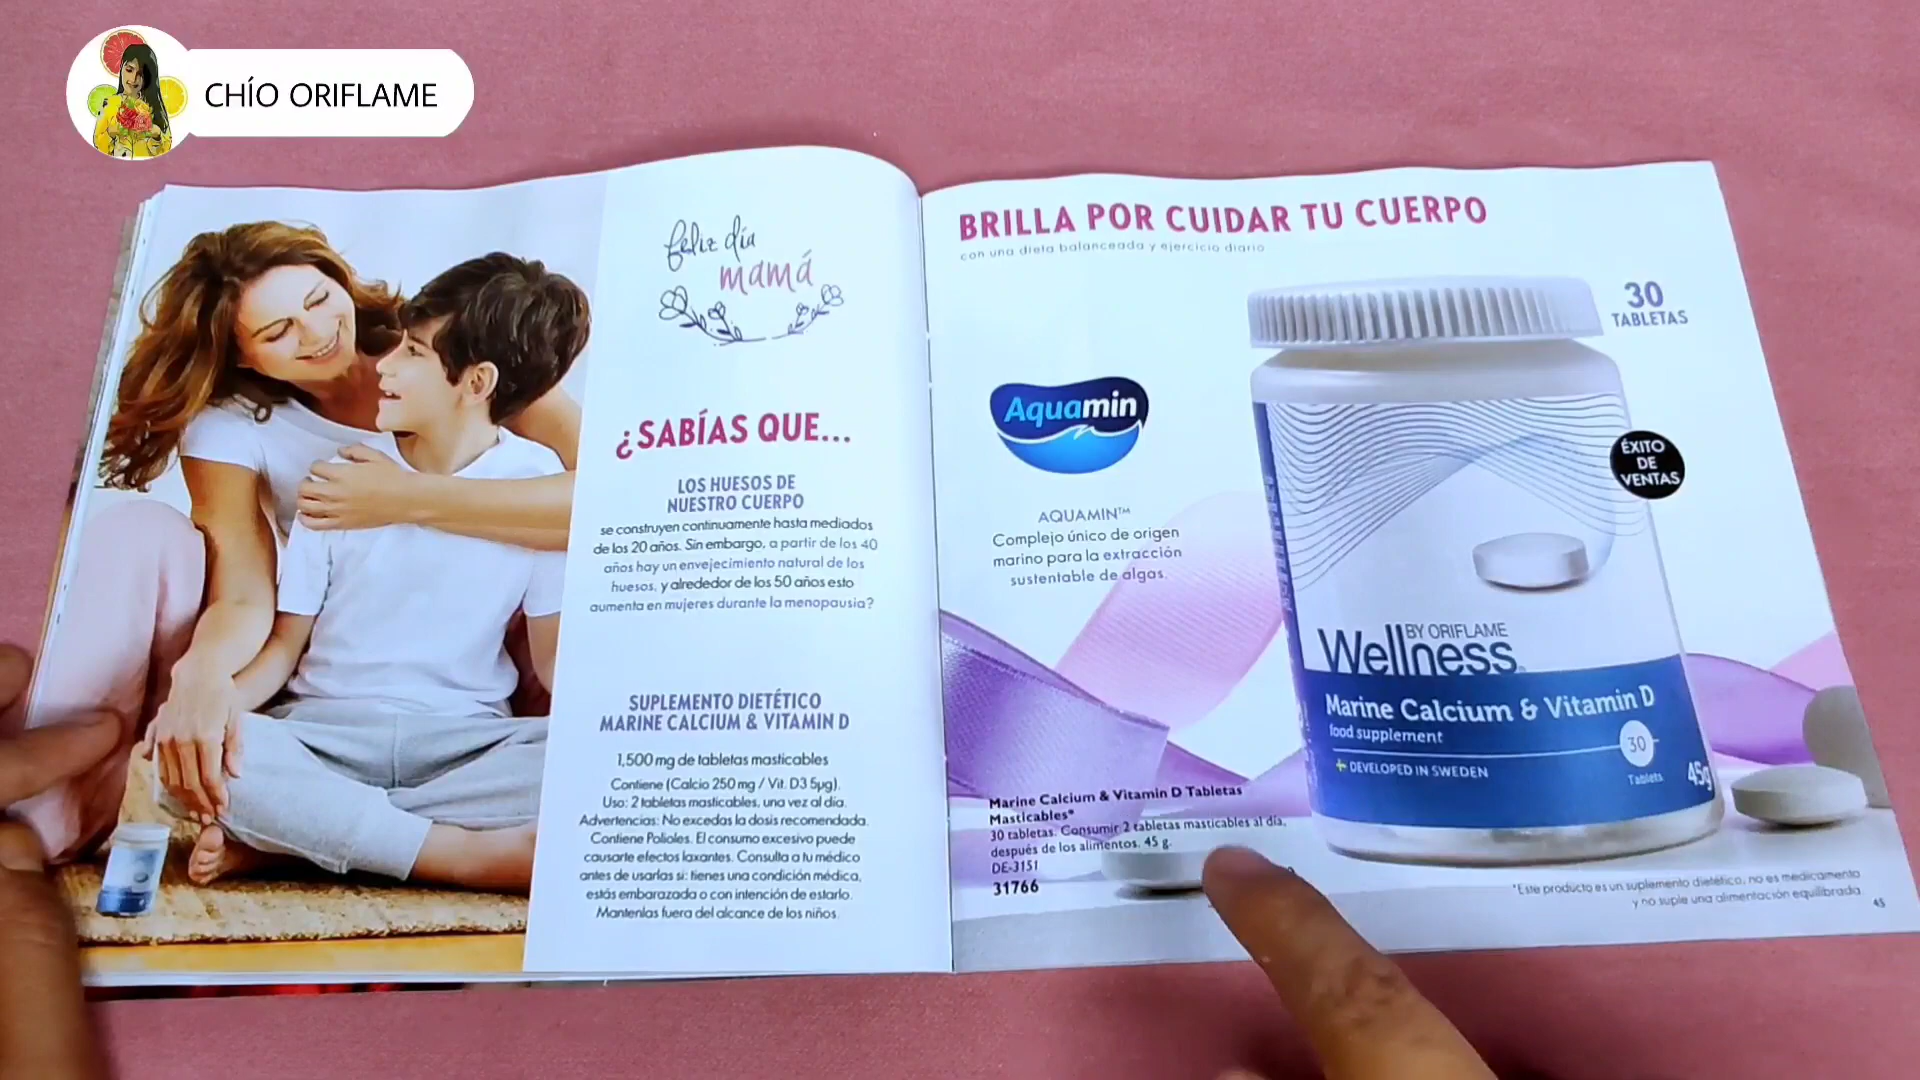 CHÍO ORIFLAME
feliz día
mamá
¿SABÍAS QUE...
LOS HUESOS DE
NUESTRO CUERPO
se construyen continuamente hasta mediados
de los 20 años. Sin embargo, a partir de los 40
años hay un envejecimiento natural de los
huesos, y alrededor de los 50 años esto
aumenta en mujeres durante la menopausia?
SUPLEMENTO DIETÉTICO
MARINE CALCIUM & VITAMIN D
1,500 mg de tabletas masticables
Contiene (Calcio 250 mg / Vit. D3 5µg).
Uso: 2 tabletas masticables, una vez al día.
Advertencias: No excedas la dosis recomendada.
Contiene Polioles. El consumo excesivo puede
causarte efectos laxantes. Consulta a tu médico
antes de usarlas si: tienes una condición médica,
estás embarazada o con intención de estarlo.
Mantenlas fuera del alcance de los niños.
BRILLA POR CUIDAR TU CUERPO
con una dieta balanceada y ejercicio diario
30
TABLETAS
Aquamin
ÉXITO
DE
VENTAS
AQUAMIN™
Complejo único de origen
marino para la extracción
sustentable de algas.
Wellness BY ORIFLAME
Marine Calcium & Vitamin D
food supplement
30
Tablets
DEVELOPED IN SWEDEN
45g
Marine Calcium & Vitamin D Tabletas
Masticables*
30 tabletas. Consumir 2 tabletas masticables al día,
después de los alimentos. 45 g.
DE-3151
31766
*Este producto es un suplemento dietético, no es medicamento
y no suple una alimentación equilibrada
45